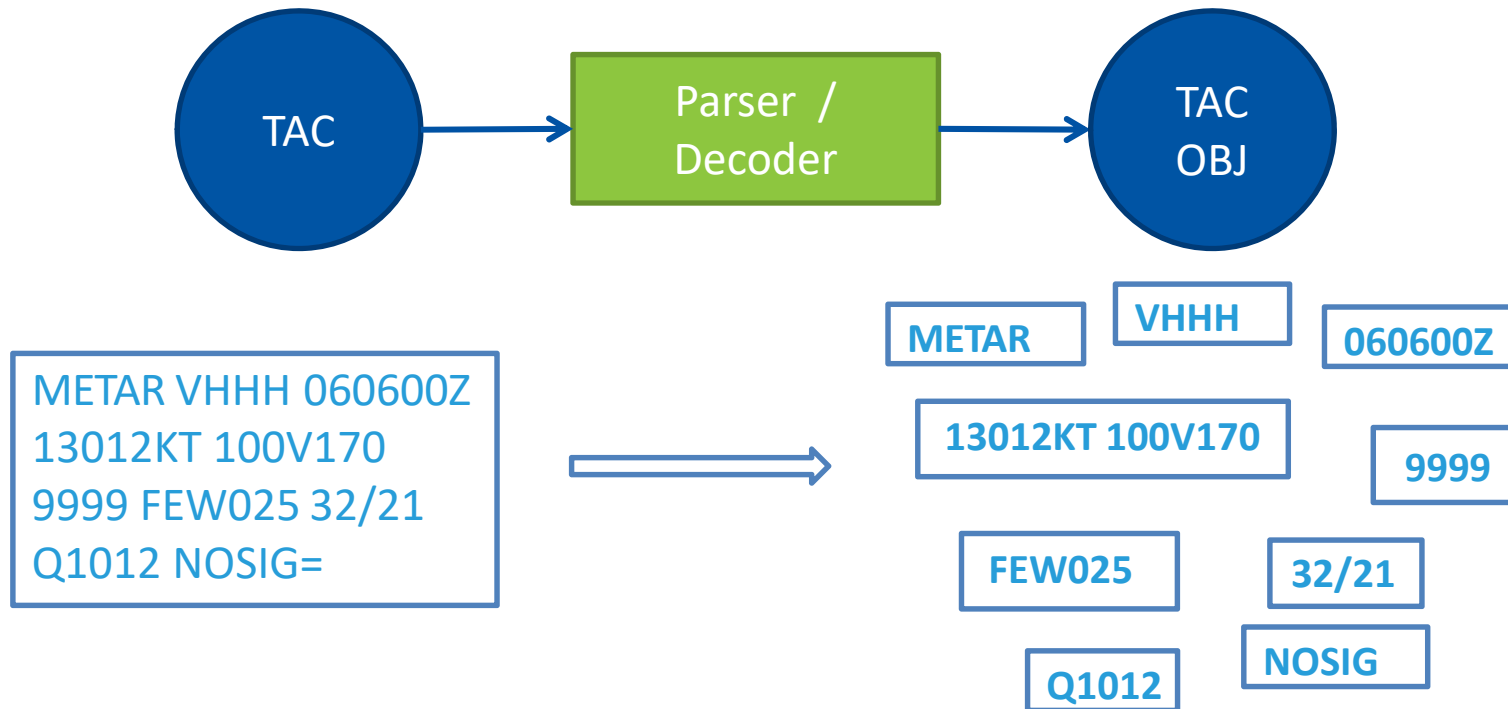 TAC
Parser /
Decoder
TAC
OBJ
METAR VHHH 060600Z
13012KT 100V170
9999 FEW025 32/21
Q1012 NOSIG=
METAR
VHHH
060600Z
13012KT 100V170
9999
FEW025
32/21
Q1012
NOSIG